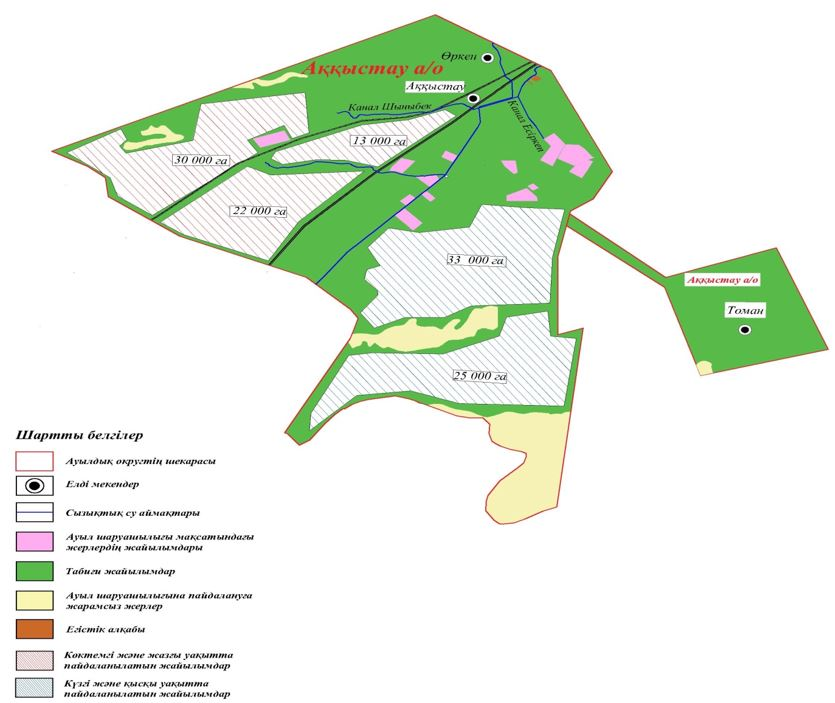 Өркен
Аққыстау а/о
Аққыстау
Канал Шыныбек
Канал Есіркен
13 000 га
30 000 га
22 000 га
33 000 га
Аққыстау а/о
Томан
25 000 га
Шартты белгілер
Ауылдық округтің шекарасы
Елді мекендер
Сызықтық су аймақтары
Ауыл шаруашылығы мақсатындағы
жерлердің жайылымдары
Табиғи жайылымдар
Ауыл шаруашылығына пайдалануға
жарамсыз жерлер
Егістік алқабы
Көктемгі және жазғы уақытта
пайдаланылатын жайылымдар
Күзгі және қысқы уақытта
пайдаланылатын жайылымдар